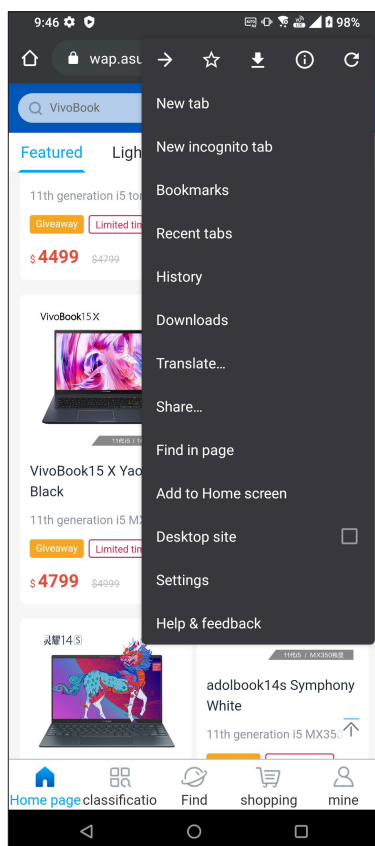 9:46
98%
wap.asu
VivoBook
New tab
New incognito tab
Bookmarks
Recent tabs
History
Downloads
Translate…
Share…
Find in page
Add to Home screen
Desktop site
Settings
Help & feedback
Featured
Ligh
11th generation i5 tor
Giveaway
Limited tin
$ 4499 $4799
VivoBook15 X
VivoBook15 X Yao
Black
11th generation i5 M
Giveaway
Limited tin
$ 4799 $4999
灵耀14 S
11代i5 / MX350独显
adolbook14s Symphony
White
11th generation i5 MX35
Home page
classificatio
Find
shopping
mine